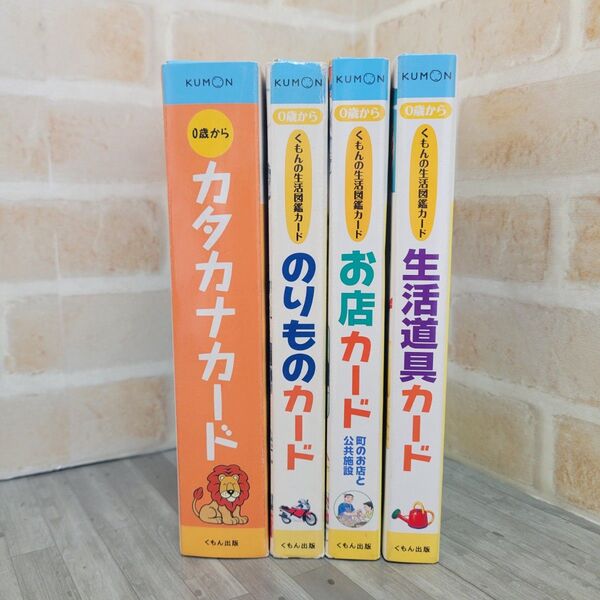 KUMON
0歳から
カタカナカード
くもん出版
KUMON
0歳から
くもんの生活図鑑カード
のりものカード
くもん出版
KUMON
0歳から
くもんの生活図鑑カード
お店カード
町のお店と
公共施設
くもん出版
KUMON
0歳から
くもんの生活図鑑カード
生活道具カード
くもん出版